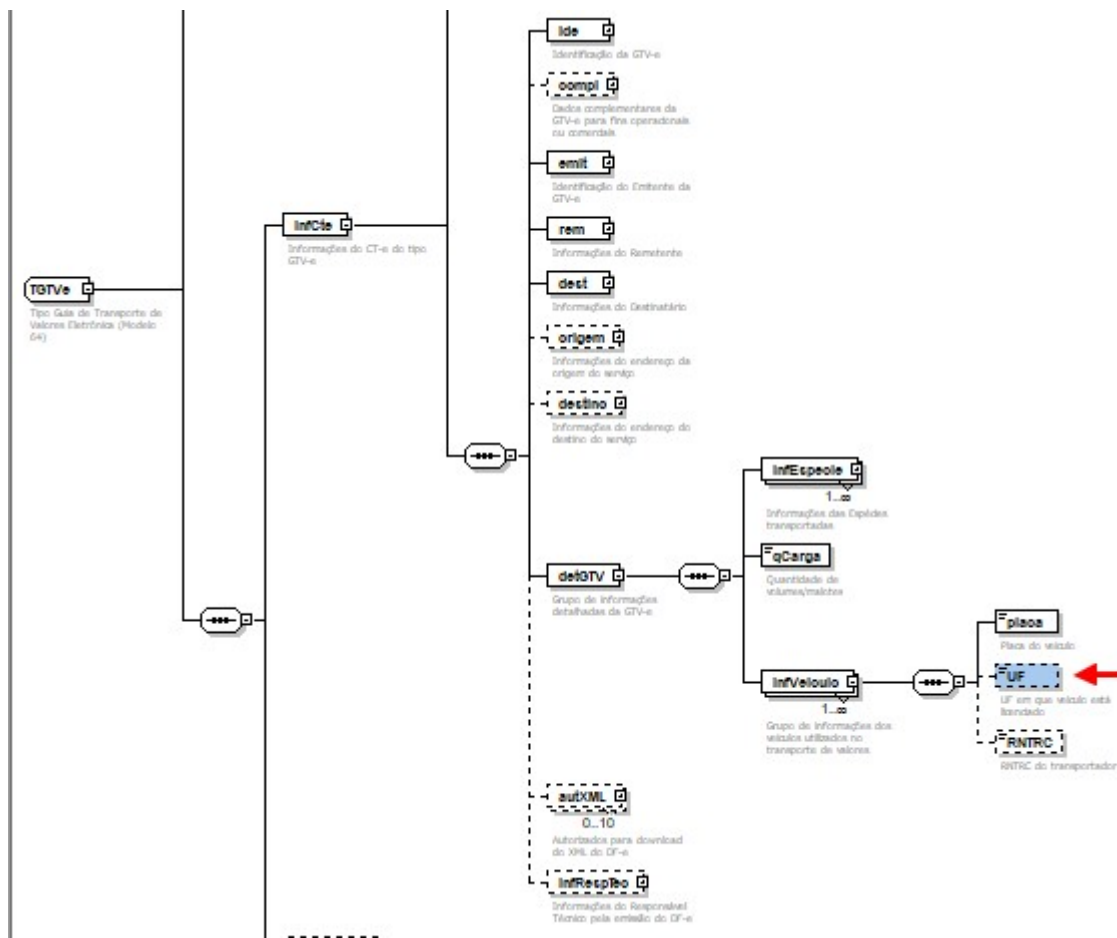 ide
Identificação da GTV-e
compl
Dados complementares da
GTV-e para fins operacionais
ou comerciais
emit
Identificação do Emitente da
GTV-e
rem
Informações do Remetente
dest
Informações do Destinatário
origem
Informações do endereço da
origem do serviço
destino
Informações do endereço do
destino do serviço
infCte
Informações do CT-e do tipo
GTV-e
TGTVe
Tipo Guia de Transporte de
Valores Eletrônica (Modelo
64)
detGTV
Grupo de informações
detalhadas da GTV-e
infEspecie
1..∞
Informações das Espécies
transportadas
qCarga
Quantidade de
volumes/malotes
infVeiculo
1..∞
Grupo de informações dos
veículos utilizados no
transporte de valores
placa
Placa do veículo
UF
UF em que veículo está
licenciado
RNTRC
RNTRC do transportador
autXML
0..10
Autorizados para download
do XML do DF-e
infRespTec
Informações do Responsável
Técnico pela emissão do DF-e